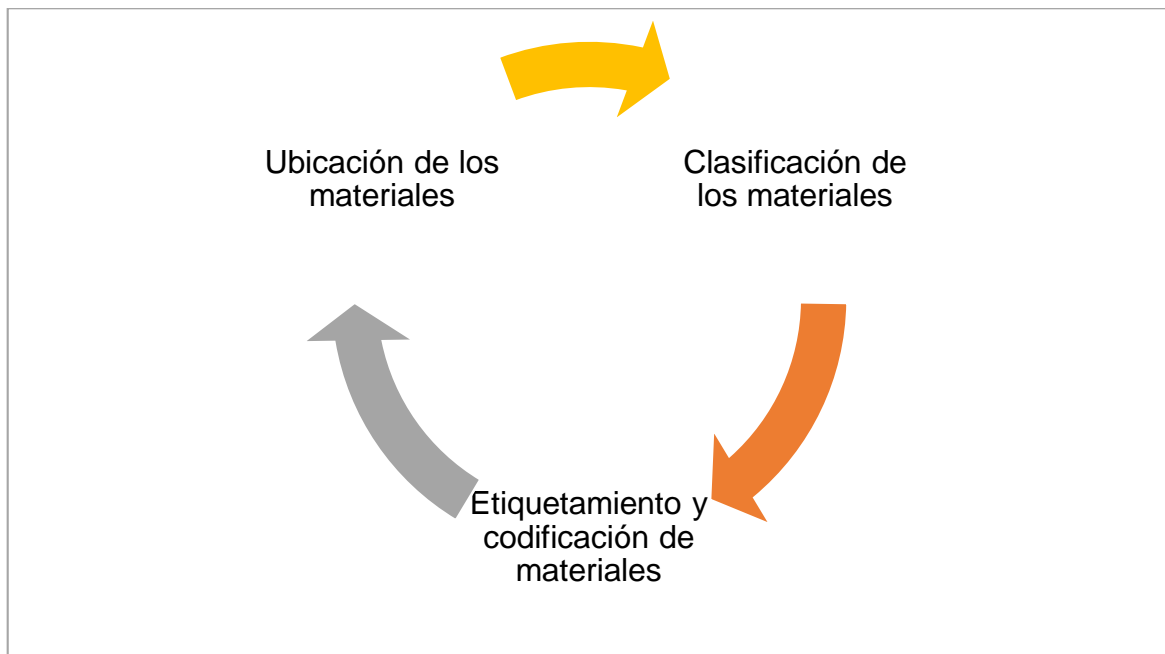 Ubicación de los
materiales
Clasificación de
los materiales
Etiquetamiento y
codificación de
materiales